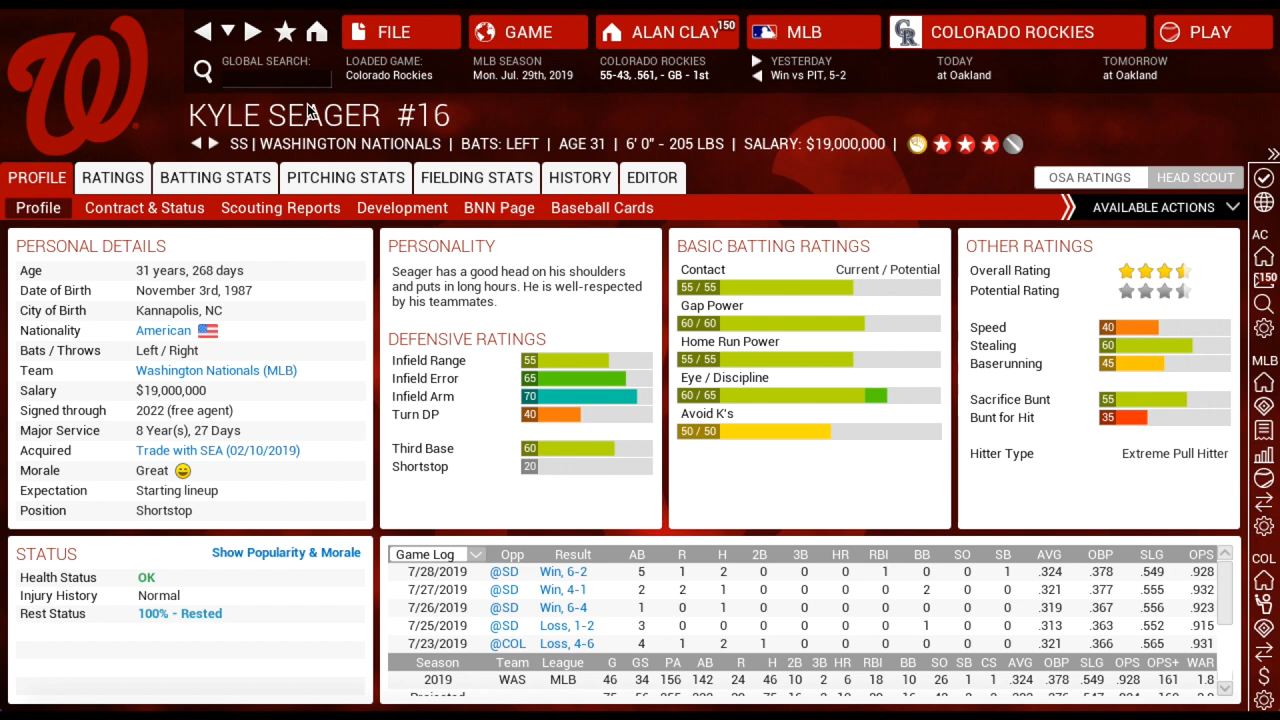 FILE
GAME
ALAN CLAY 150
MLB
COLORADO ROCKIES
PLAY
GLOBAL SEARCH:
LOADED GAME:
Colorado Rockies
MLB SEASON
Mon. Jul. 29th, 2019
COLORADO ROCKIES
55-43, .561, - GB - 1st
YESTERDAY
Win vs PIT, 5-2
TODAY
at Oakland
TOMORROW
at Oakland
KYLE SEAGER #16
SS | WASHINGTON NATIONALS | BATS: LEFT | AGE 31 | 6' 0" - 205 LBS | SALARY: $19,000,000 |
PROFILE RATINGS BATTING STATS PITCHING STATS FIELDING STATS HISTORY EDITOR
OSA RATINGS HEAD SCOUT
Profile Contract & Status Scouting Reports Development BNN Page Baseball Cards
AVAILABLE ACTIONS
PERSONAL DETAILS
Age 31 years, 268 days
Date of Birth November 3rd, 1987
City of Birth Kannapolis, NC
Nationality American
Bats / Throws Left / Right
Team Washington Nationals (MLB)
Salary $19,000,000
Signed through 2022 (free agent)
Major Service 8 Year(s), 27 Days
Acquired Trade with SEA (02/10/2019)
Morale Great
Expectation Starting lineup
Position Shortstop
PERSONALITY
Seager has a good head on his shoulders
and puts in long hours. He is well-respected
by his teammates.
DEFENSIVE RATINGS
Infield Range 55
Infield Error 65
Infield Arm 70
Turn DP 40
Third Base 60
Shortstop 20
BASIC BATTING RATINGS
Contact Current / Potential
55 / 55
Gap Power
60 / 60
Home Run Power
55 / 55
Eye / Discipline
60 / 65
Avoid K's
50 / 50
OTHER RATINGS
Overall Rating
Potential Rating
Speed 40
Stealing 60
Baserunning 45
Sacrifice Bunt 55
Bunt for Hit 35
Hitter Type Extreme Pull Hitter
AC
150
MLB
COL
STATUS
Show Popularity & Morale
Health Status OK
Injury History Normal
Rest Status 100% - Rested
Game Log Opp Result AB R H 2B 3B HR RBI BB SO SB AVG OBP SLG OPS
7/28/2019 @SD Win, 6-2 5 1 2 0 0 0 1 0 0 1 .324 .378 .549 .928
7/27/2019 @SD Win, 4-1 2 2 1 0 0 0 0 2 0 0 .321 .377 .555 .932
7/26/2019 @SD Win, 6-4 1 0 1 0 0 0 0 0 0 0 .319 .367 .556 .923
7/25/2019 @SD Loss, 1-2 3 0 0 0 0 0 0 1 0 0 .313 .363 .552 .915
7/23/2019 @COL Loss, 4-6 4 1 2 1 0 0 0 0 0 0 .321 .366 .565 .931
Season Team League G GS PA AB R H 2B 3B HR RBI BB SO SB CS AVG OBP SLG OPS OPS+ WAR
2019 WAS MLB 46 34 156 142 24 46 10 2 6 18 10 26 1 1 .324 .378 .549 .928 161 1.8